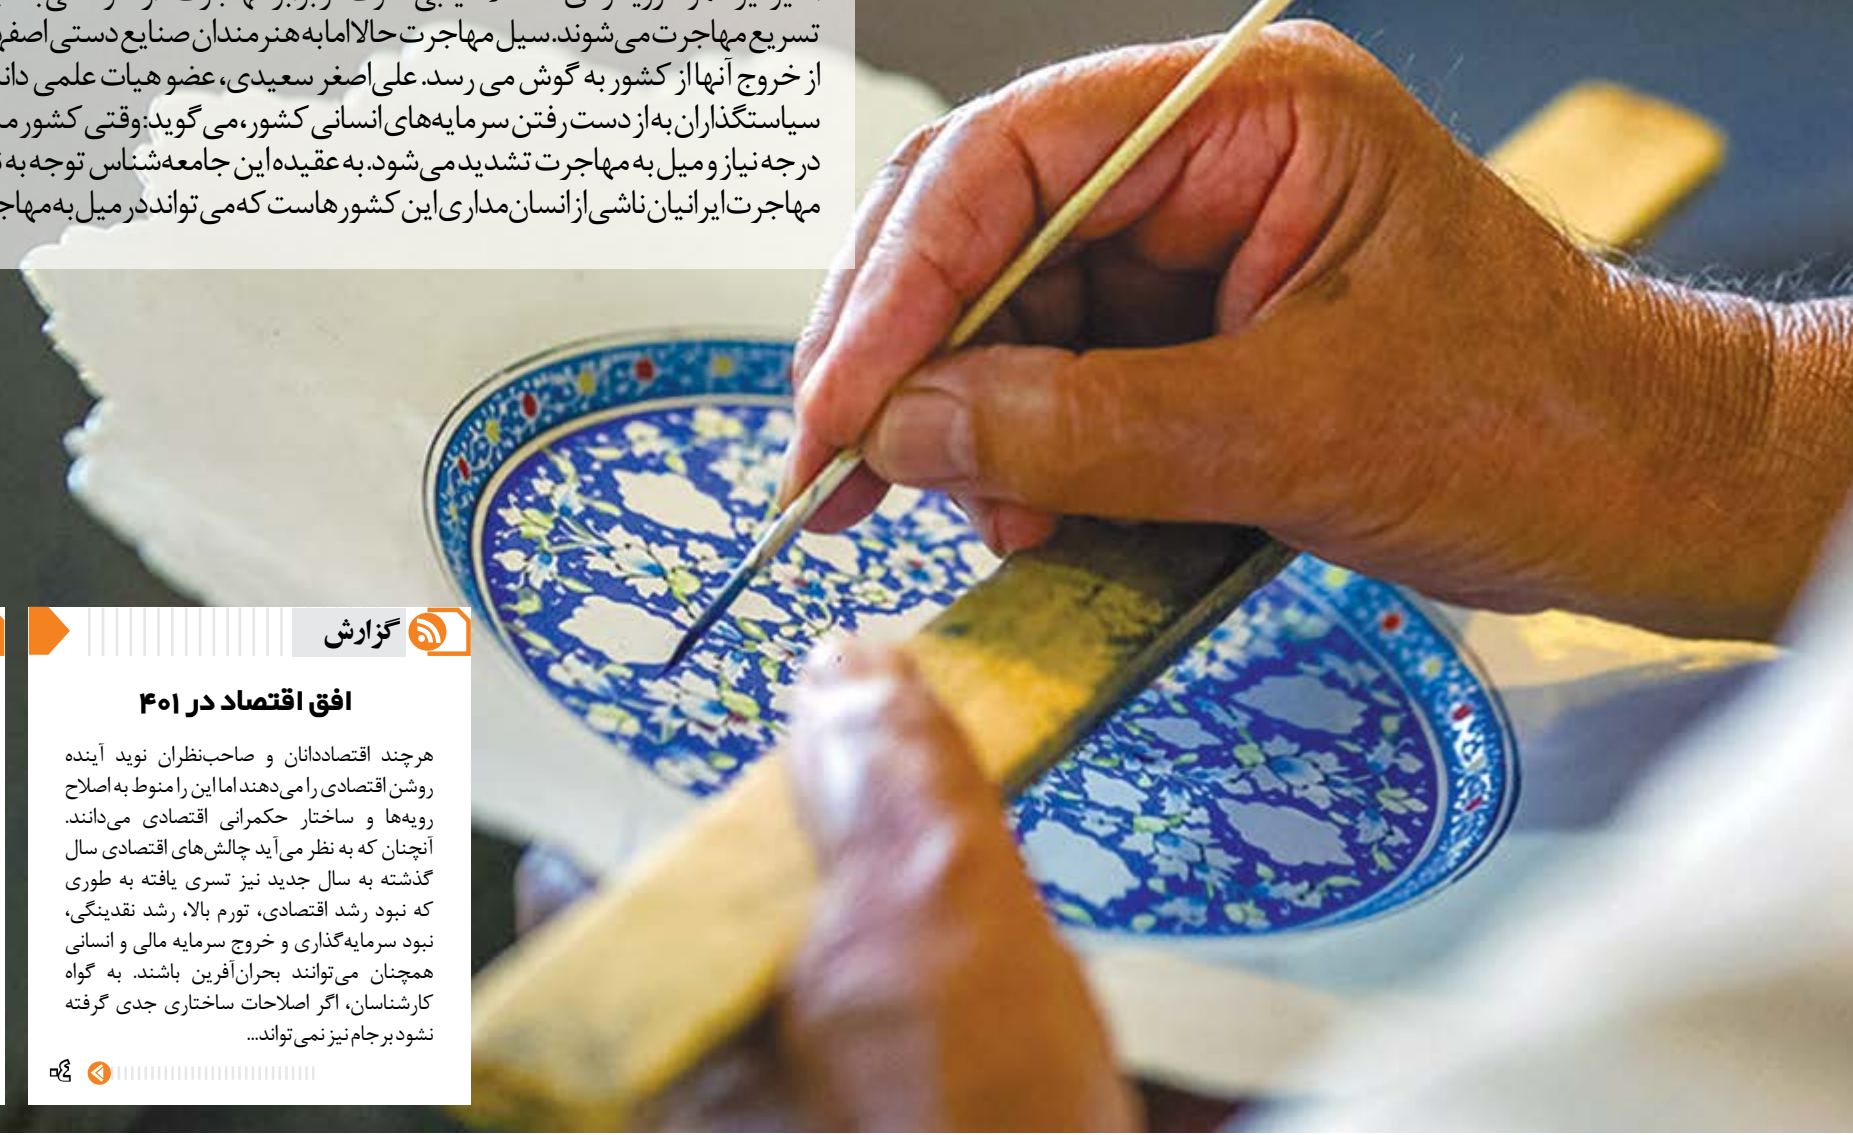 تسریع مهاجرت می‌شوند. سیل مهاجرت حالا اما به هنرمندان صنایع دستی
از خروج آنها از کشور به گوش می رسد. علی‌اصغر سعیدی، عضو هیات علمی
سیاستگذاران به از دست رفتن سرمایه‌های انسانی کشور، می گوید: وقتی کشور
درجه نیاز و میل به مهاجرت تشدید می‌شود. به عقیده این جامعه‌شناس توجه به
مهاجرت ایرانیان ناشی از انسان‌مداری این کشورهاست که می تواند در میل به
گزارش
افق اقتصاد در ۴۰۱
هرچند اقتصاددانان و صاحب‌نظران نوید آینده
روشن اقتصادی را می‌دهند اما این را منوط به اصلاح
رویه‌ها و ساختار حکمرانی اقتصادی می‌دانند.
آنچنان که به نظر می‌آید چالش‌های اقتصادی سال
گذشته به سال جدید نیز تسری یافته به طوری
که نبود رشد اقتصادی، تورم بالا، رشد نقدینگی،
نبود سرمایه‌گذاری و خروج سرمایه مالی و انسانی
همچنان می‌توانند بحران‌آفرین باشند. به گواه
کارشناسان، اگر اصلاحات ساختاری جدی گرفته
نشود برجام نیز نمی‌تواند...
۰۴